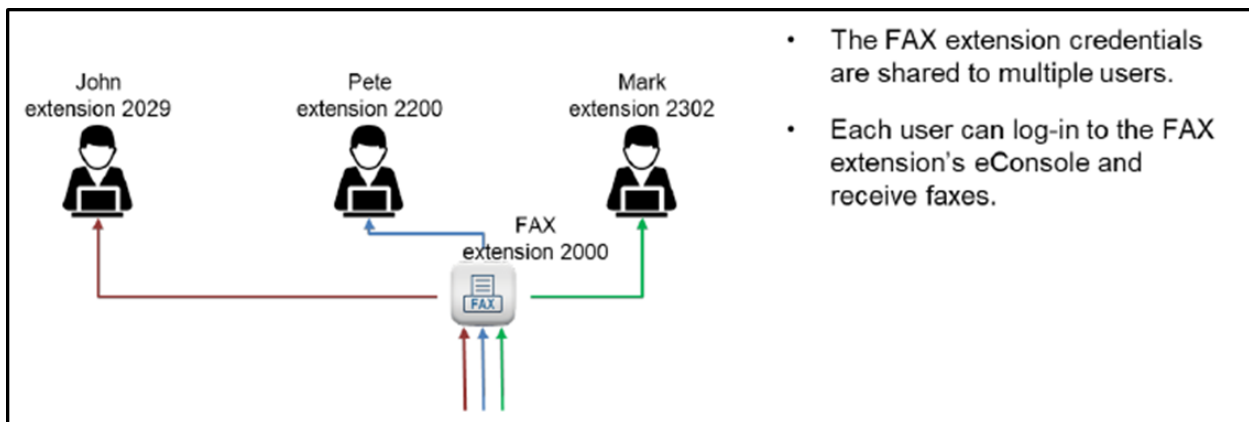 John
extension 2029
Pete
extension 2200
Mark
extension 2302
FAX
extension 2000
FAX
• The FAX extension credentials
are shared to multiple users.
• Each user can log-in to the FAX
extension's eConsole and
receive faxes.